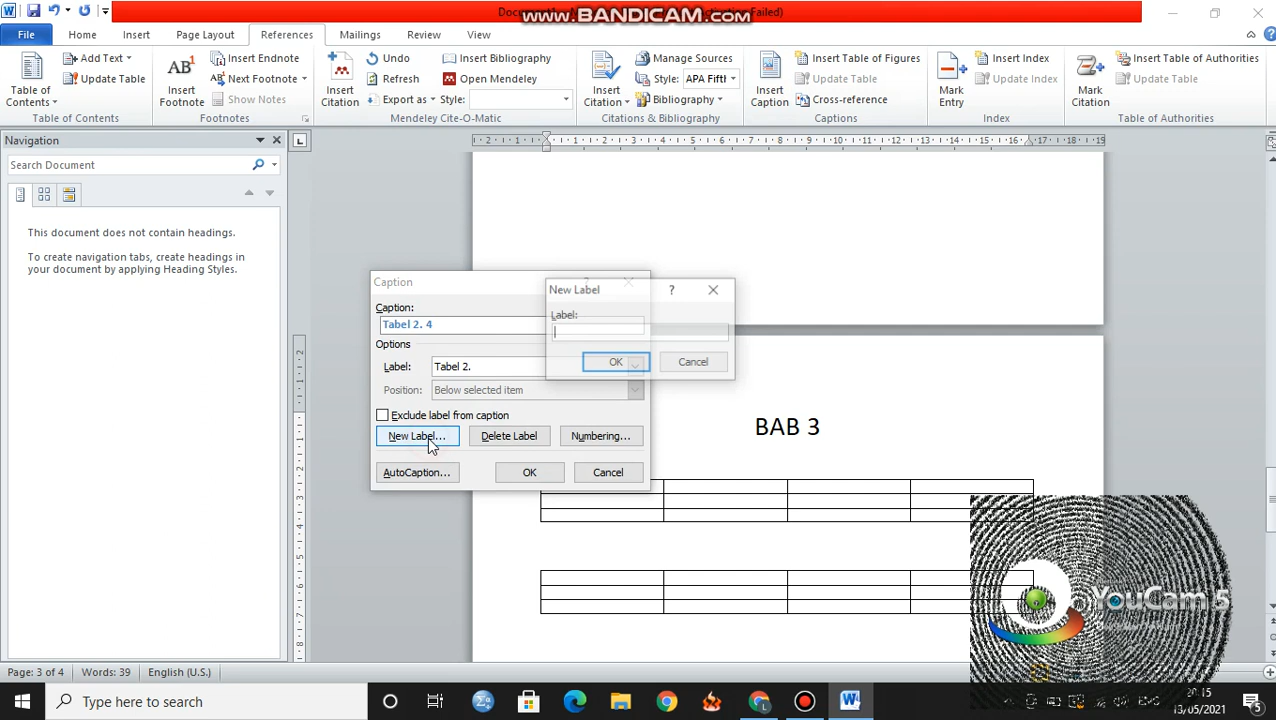 www.BANDICAM.com
File
Home
Insert
Page Layout
References
Mailings
Review
View
Table of
Contents
Add Text
Update Table
Table of Contents
AB
Insert
Footnote
Insert Endnote
Next Footnote
Show Notes
Footnotes
Insert
Citation
Undo
Refresh
Export as
Insert Bibliography
Open Mendeley
Style:
Mendeley Cite-O-Matic
Insert
Citation
Manage Sources
Style: APA Fift
Bibliography
Citations & Bibliography
Insert
Caption
Insert Table of Figures
Update Table
Cross-reference
Captions
Mark
Entry
Insert Index
Update Index
Index
Mark
Citation
Insert Table of Authorities
Update Table
Table of Authorities
Navigation
Search Document
This document does not contain headings.
To create navigation tabs, create headings in
your document by applying Heading Styles.
Caption
Caption:
Tabel 2. 4
Options
Label: Tabel 2.
Position: Below selected item
Exclude label from caption
New Label...
Delete Label
Numbering...
AutoCaption...
OK
Cancel
New Label
Label:
OK
Cancel
BAB 3
YouCam 5
Page: 3 of 4
Words: 39
English (U.S.)
Type here to search
ENG
20:15
13/05/2021
5